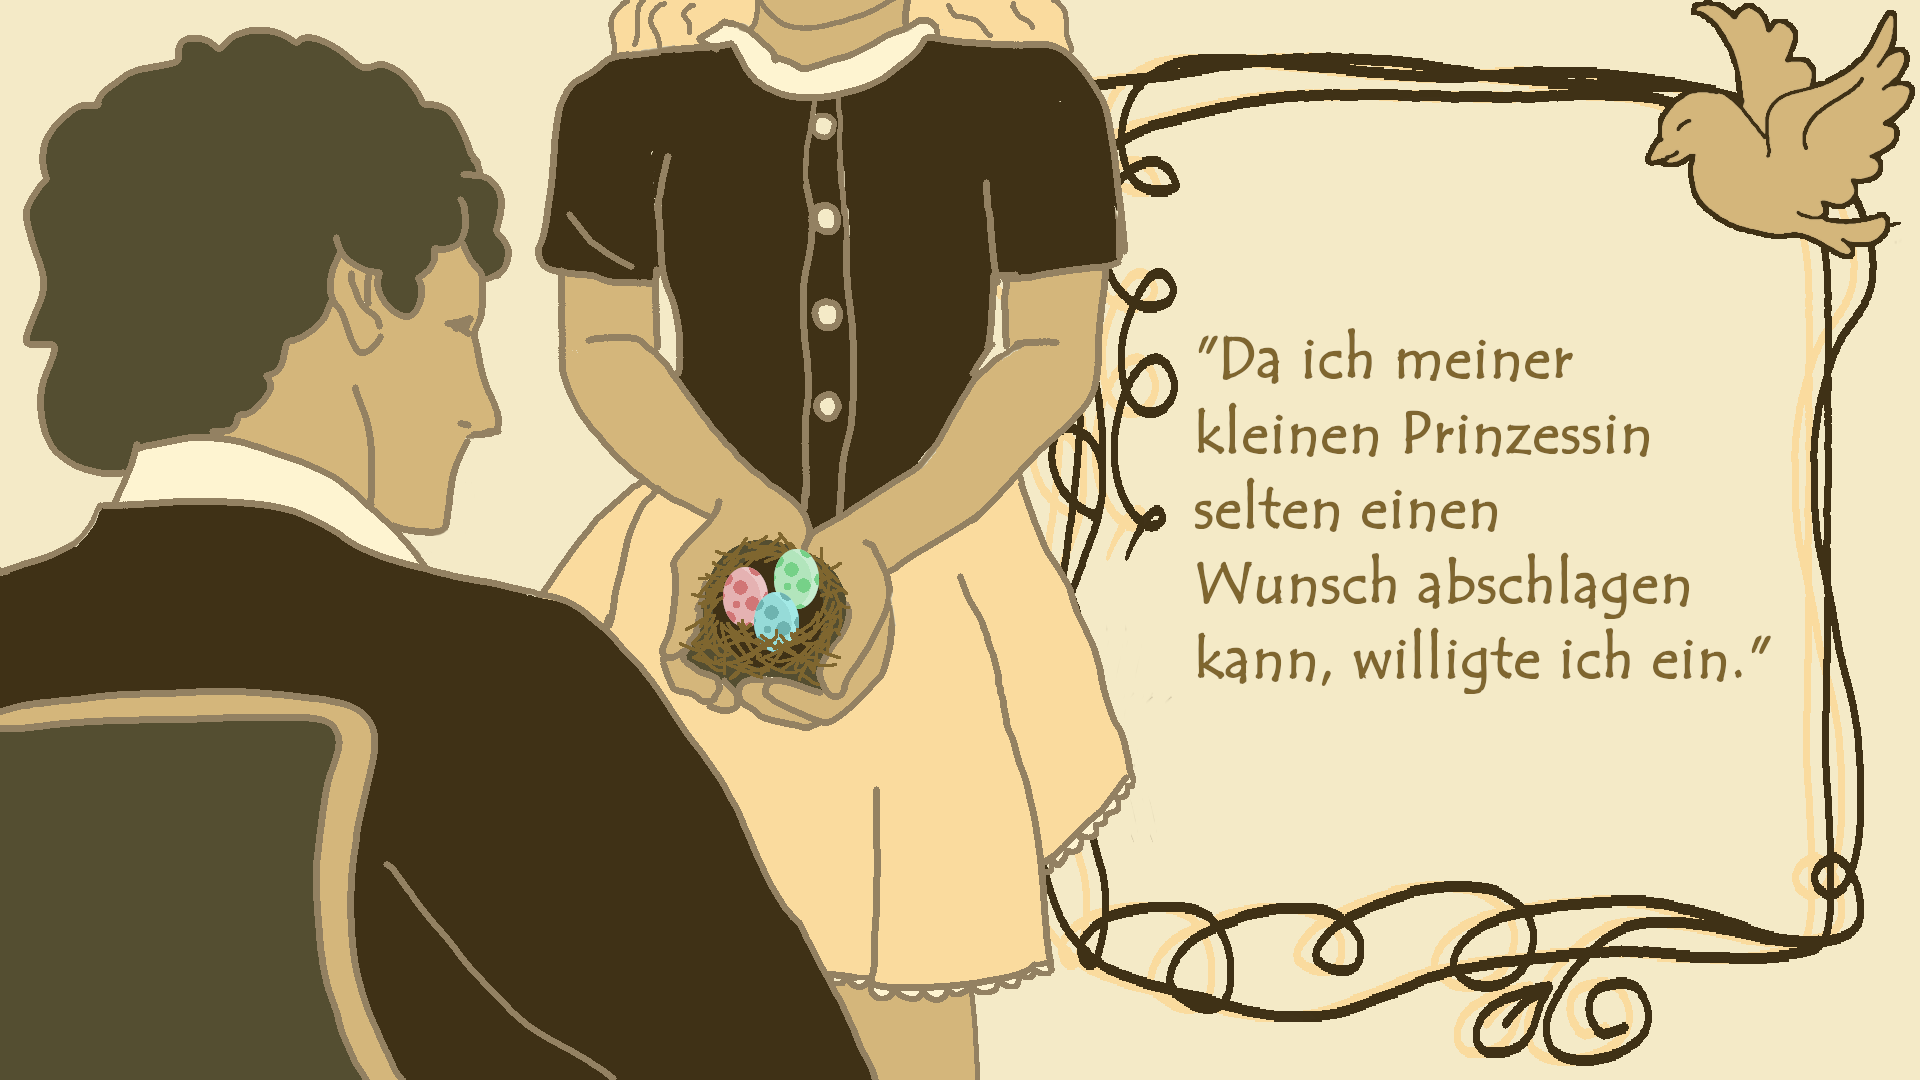 "Da ich meiner
kleinen Prinzessin
selten einen
Wunsch abschlagen
kann, willigte ich ein."